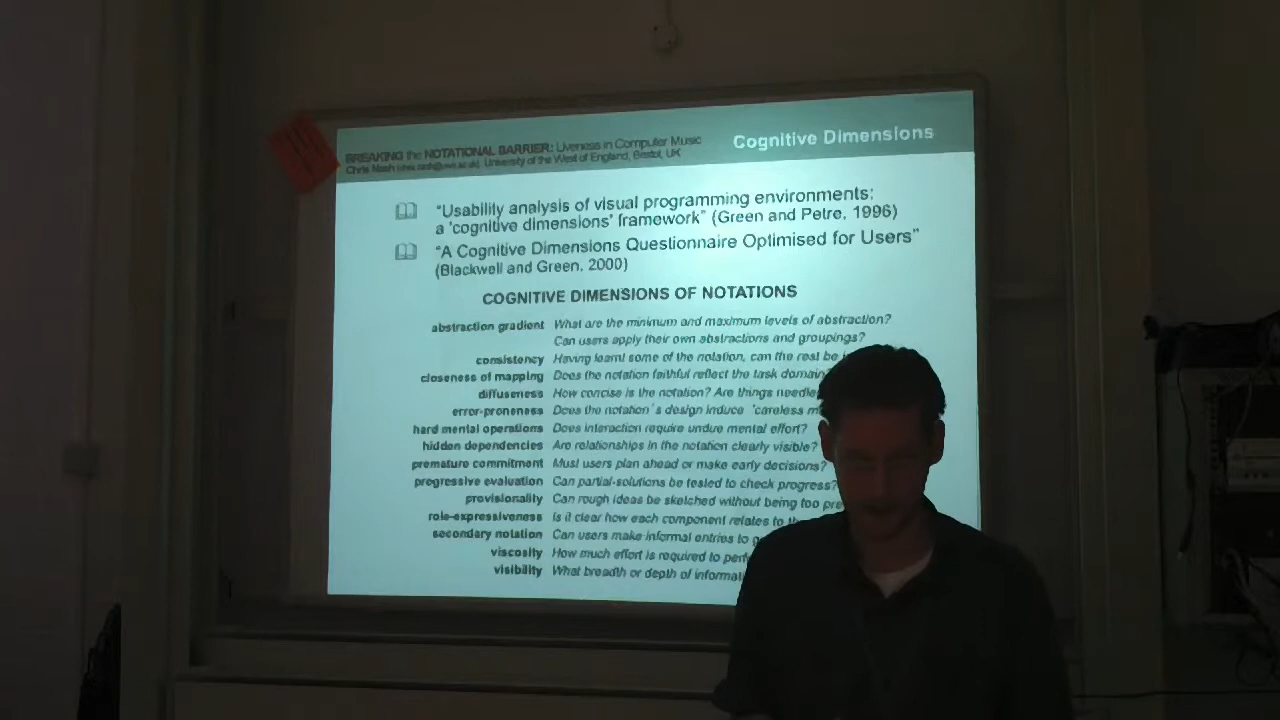 BREAKING the NOTATIONAL BARRIER: Liveness in Computer Music
Chris Nash (chris.nash@uwe.ac.uk), University of the West of England, Bristol, UK
Cognitive Dimensions
“Usability analysis of visual programming environments:
a 'cognitive dimensions' framework” (Green and Petre, 1996)
“A Cognitive Dimensions Questionnaire Optimised for Users”
(Blackwell and Green, 2000)
COGNITIVE DIMENSIONS OF NOTATIONS
abstraction gradient What are the minimum and maximum levels of abstraction?
Can users apply their own abstractions and groupings?
consistency Having learnt some of the notation, can the rest be
closeness of mapping Does the notation faithful reflect the task domain?
diffuseness How concise is the notation? Are things
error-proneness Does the notation's design induce 'careless
hard mental operations Does interaction require undue mental effort?
hidden dependencies Are relationships in the notation clearly visible?
premature commitment Must users plan ahead or make early decisions?
progressive evaluation Can partial-solutions be tested to check progress?
provisionality Can rough ideas be sketched without being too
role-expressiveness Is it clear how each component relates to
secondary notation Can users make informal entries to
viscosity How much effort is required to
visibility What breadth or depth of